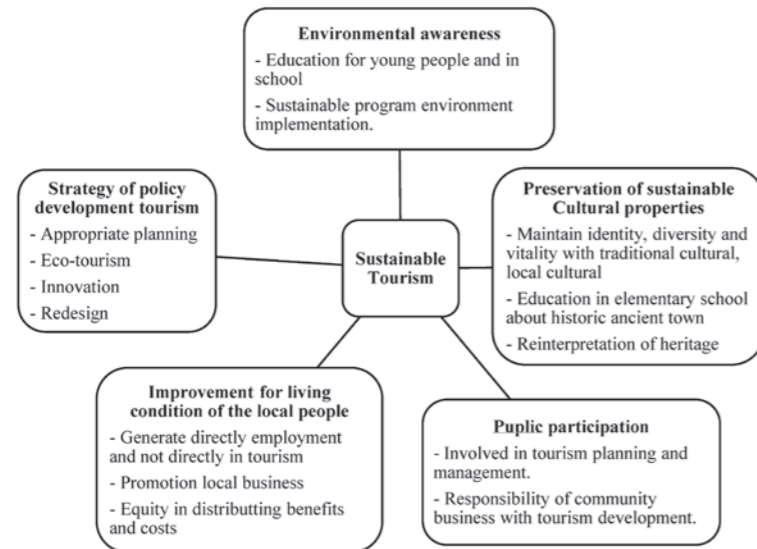 Environmental awareness
- Education for young people and in
school
- Sustainable program environment
implementation.
Strategy of policy
development tourism
- Appropriate planning
- Eco-tourism
- Innovation
- Redesign
Sustainable
Tourism
Preservation of sustainable
Cultural properties
- Maintain identity, diversity and
vitality with traditional cultural,
local cultural
- Education in elementary school
about historic ancient town
- Reinterpretation of heritage
Improvement for living
condition of the local people
- Generate directly employment
and not directly in tourism
- Promotion local business
- Equity in distributting benefits
and costs
Puplic participation
- Involved in tourism planning and
management.
- Responsibility of community
business with tourism development.